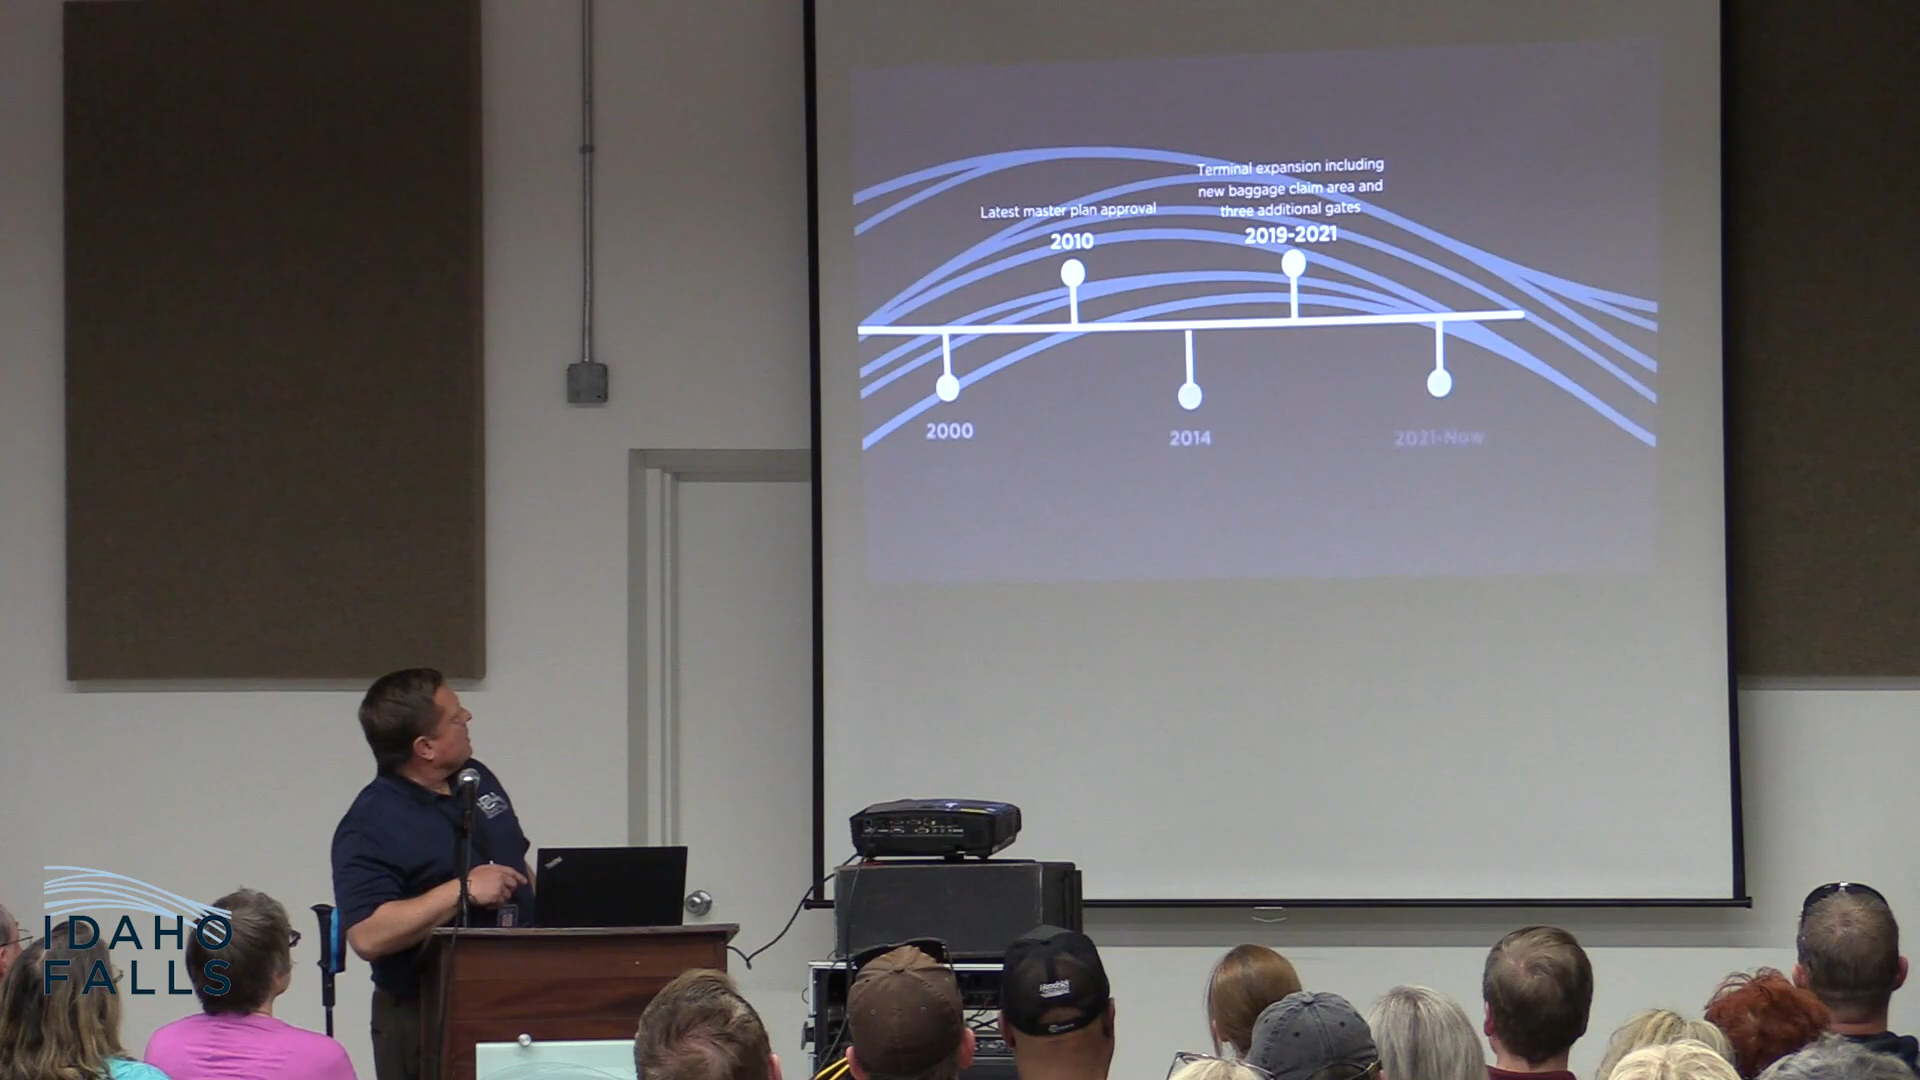 Terminal expansion including
new baggage claim area and
three additional gates
2019-2021
Latest master plan approval
2010
2000
2014
2021-Now
IDAHO
FALLS